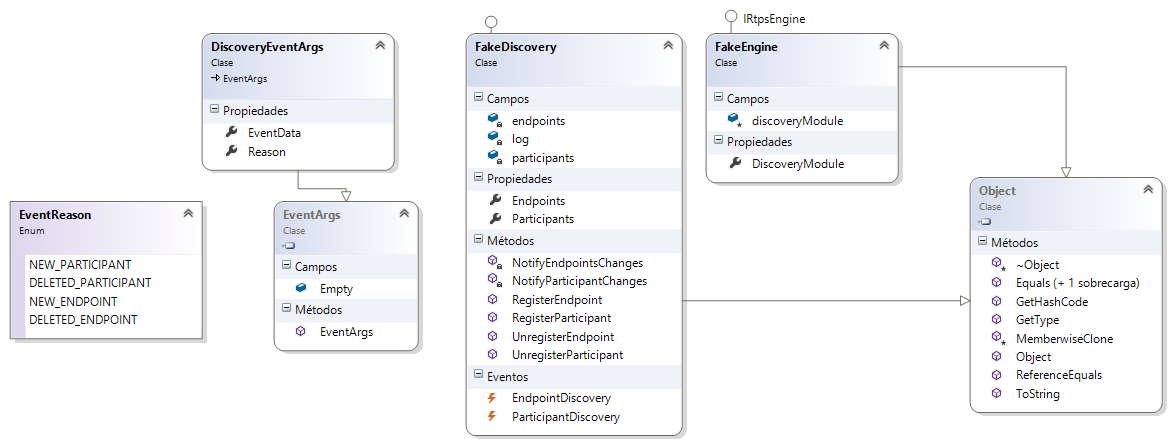 DiscoveryEventArgs
Clase
EventArgs
Propiedades
EventData
Reason
EventReason
Enum
NEW_PARTICIPANT
DELETED_PARTICIPANT
NEW_ENDPOINT
DELETED_ENDPOINT
EventArgs
Clase
Campos
Empty
Métodos
EventArgs
FakeDiscovery
Clase
Campos
endpoints
log
participants
Propiedades
Endpoints
Participants
Métodos
NotifyEndpointsChanges
NotifyParticipantChanges
RegisterEndpoint
RegisterParticipant
UnregisterEndpoint
UnregisterParticipant
Eventos
EndpointDiscovery
ParticipantDiscovery
IRtpsEngine
FakeEngine
Clase
Campos
discoveryModule
Propiedades
DiscoveryModule
Object
Clase
Métodos
~Object
Equals (+ 1 sobrecarga)
GetHashCode
GetType
MemberwiseClone
Object
ReferenceEquals
ToString